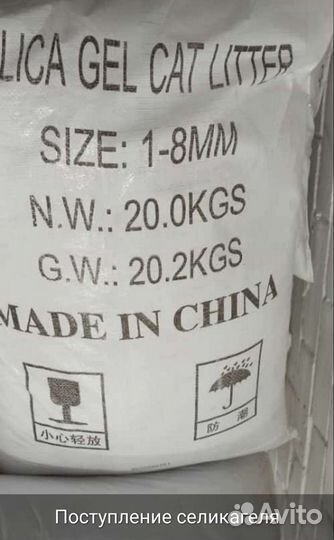 LICA GEL CAT LITTER
SIZE: 1-8MM
N.W.: 20.0KGS
G.W.: 20.2KGS
MADE IN CHINA
小心轻放
防 潮
Поступление селикагеля
Avito